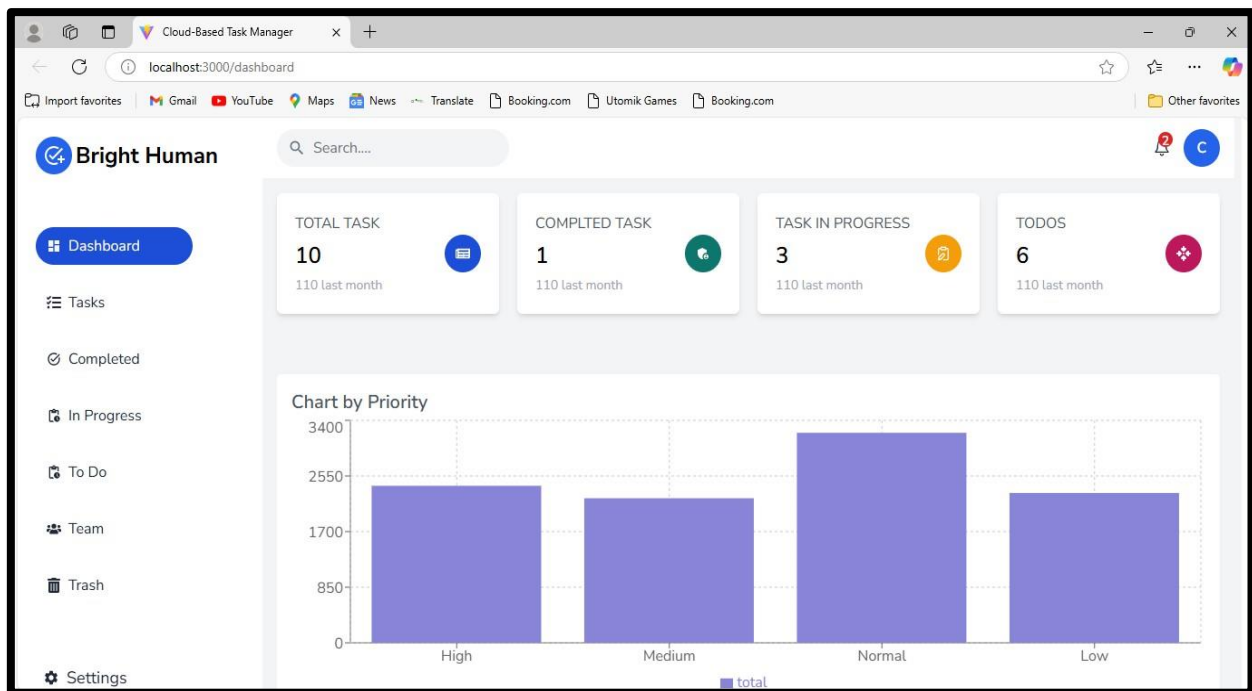 Cloud-Based Task Manager
localhost:3000/dashboard
Import favorites Gmail YouTube Maps News Translate Booking.com Utomik Games Booking.com Other favorites
Bright Human
Search....
2
C
Dashboard
Tasks
Completed
In Progress
To Do
Team
Trash
Settings
TOTAL TASK
10
110 last month
COMPLTED TASK
1
110 last month
TASK IN PROGRESS
3
110 last month
TODOS
6
110 last month
Chart by Priority
3400
2550
1700
850
0
High Medium Normal Low
total